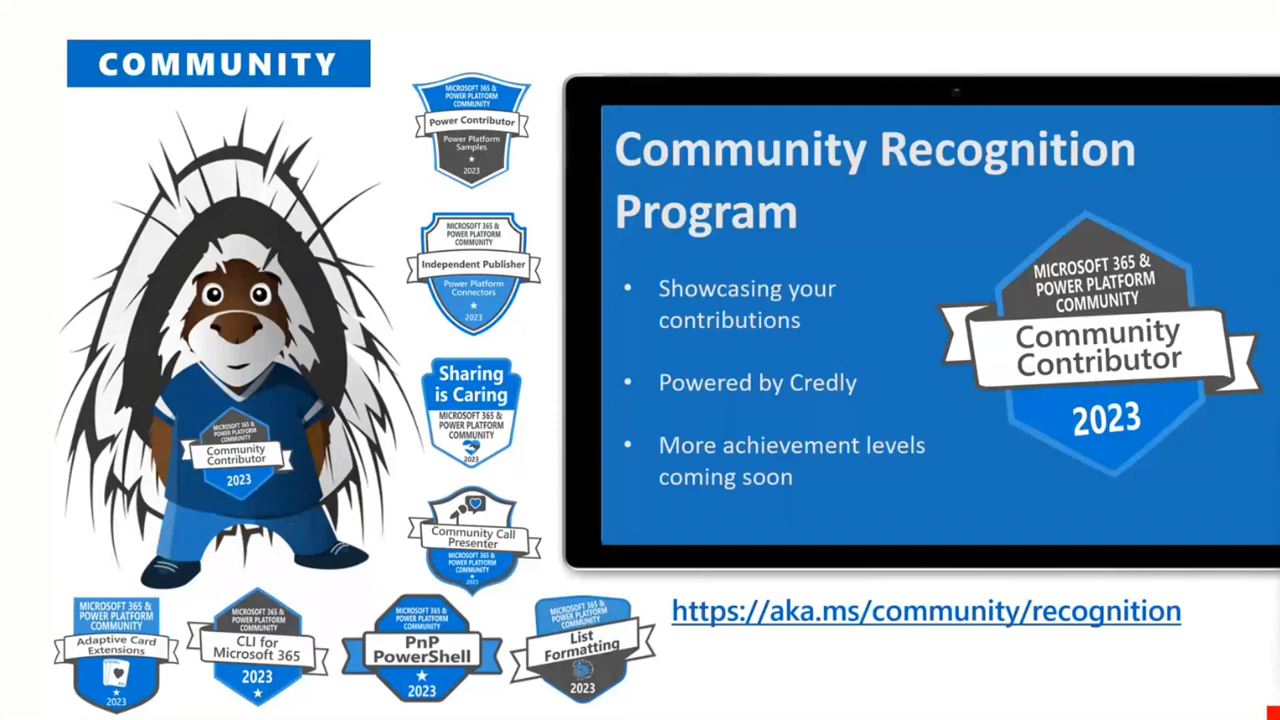 COMMUNITY
MICROSOFT 365 &
POWER PLATFORM
COMMUNITY
Power Contributor
Power Platform
Samples
2023
MICROSOFT 365 &
POWER PLATFORM
COMMUNITY
Independent Publisher
Power Platform
Connectors
2023
Sharing
is Caring
MICROSOFT 365 &
POWER PLATFORM
COMMUNITY
2023
Community Call
Presenter
MICROSOFT 365 &
POWER PLATFORM
COMMUNITY
2023
MICROSOFT 365 &
POWER PLATFORM
COMMUNITY
Community
Contributor
2023
MICROSOFT 365 &
POWER PLATFORM
COMMUNITY
Adaptive Card
Extensions
2023
MICROSOFT 365 &
POWER PLATFORM
COMMUNITY
CLI for
Microsoft 365
2023
MICROSOFT 365 &
POWER PLATFORM
COMMUNITY
PnP
PowerShell
2023
MICROSOFT 365 &
POWER PLATFORM
COMMUNITY
List
Formatting
2023
Community Recognition
Program
• Showcasing your
contributions
• Powered by Credly
• More achievement levels
coming soon
MICROSOFT 365 &
POWER PLATFORM
COMMUNITY
Community
Contributor
2023
https://aka.ms/community/recognition